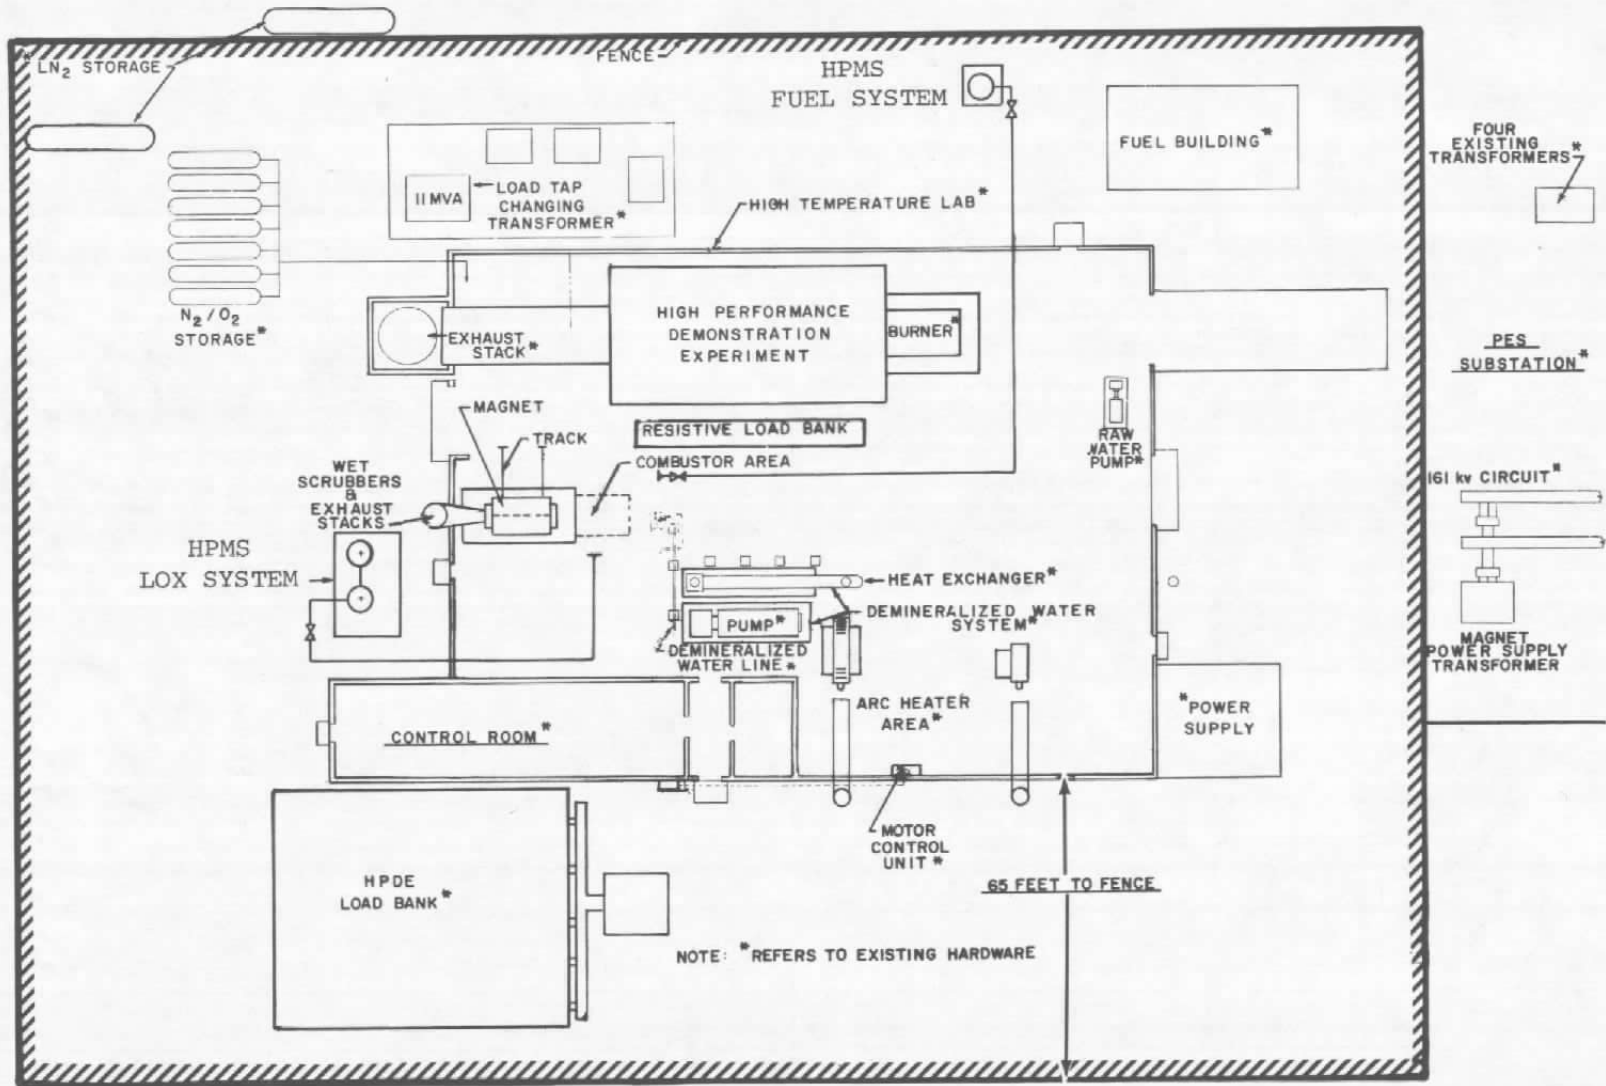 * LN2 STORAGE
FENCE
HPMS
FUEL SYSTEM
FUEL BUILDING*
FOUR
EXISTING
TRANSFORMERS*
11 MVA
LOAD TAP
CHANGING
TRANSFORMER*
HIGH TEMPERATURE LAB*
N2/O2
STORAGE*
EXHAUST
STACK*
HIGH PERFORMANCE
DEMONSTRATION
EXPERIMENT
BURNER*
PES
SUBSTATION*
MAGNET
TRACK
RESISTIVE LOAD BANK
COMBUSTOR AREA
RAW
WATER
PUMP*
WET
SCRUBBERS
&
EXHAUST
STACKS
161 kv CIRCUIT*
HPMS
LOX SYSTEM
HEAT EXCHANGER*
DEMINERALIZED WATER
SYSTEM*
PUMP*
DEMINERALIZED
WATER LINE*
MAGNET
POWER SUPPLY
TRANSFORMER
CONTROL ROOM*
ARC HEATER
AREA*
*POWER
SUPPLY
MOTOR
CONTROL
UNIT*
65 FEET TO FENCE
HPDE
LOAD BANK*
NOTE: *REFERS TO EXISTING HARDWARE